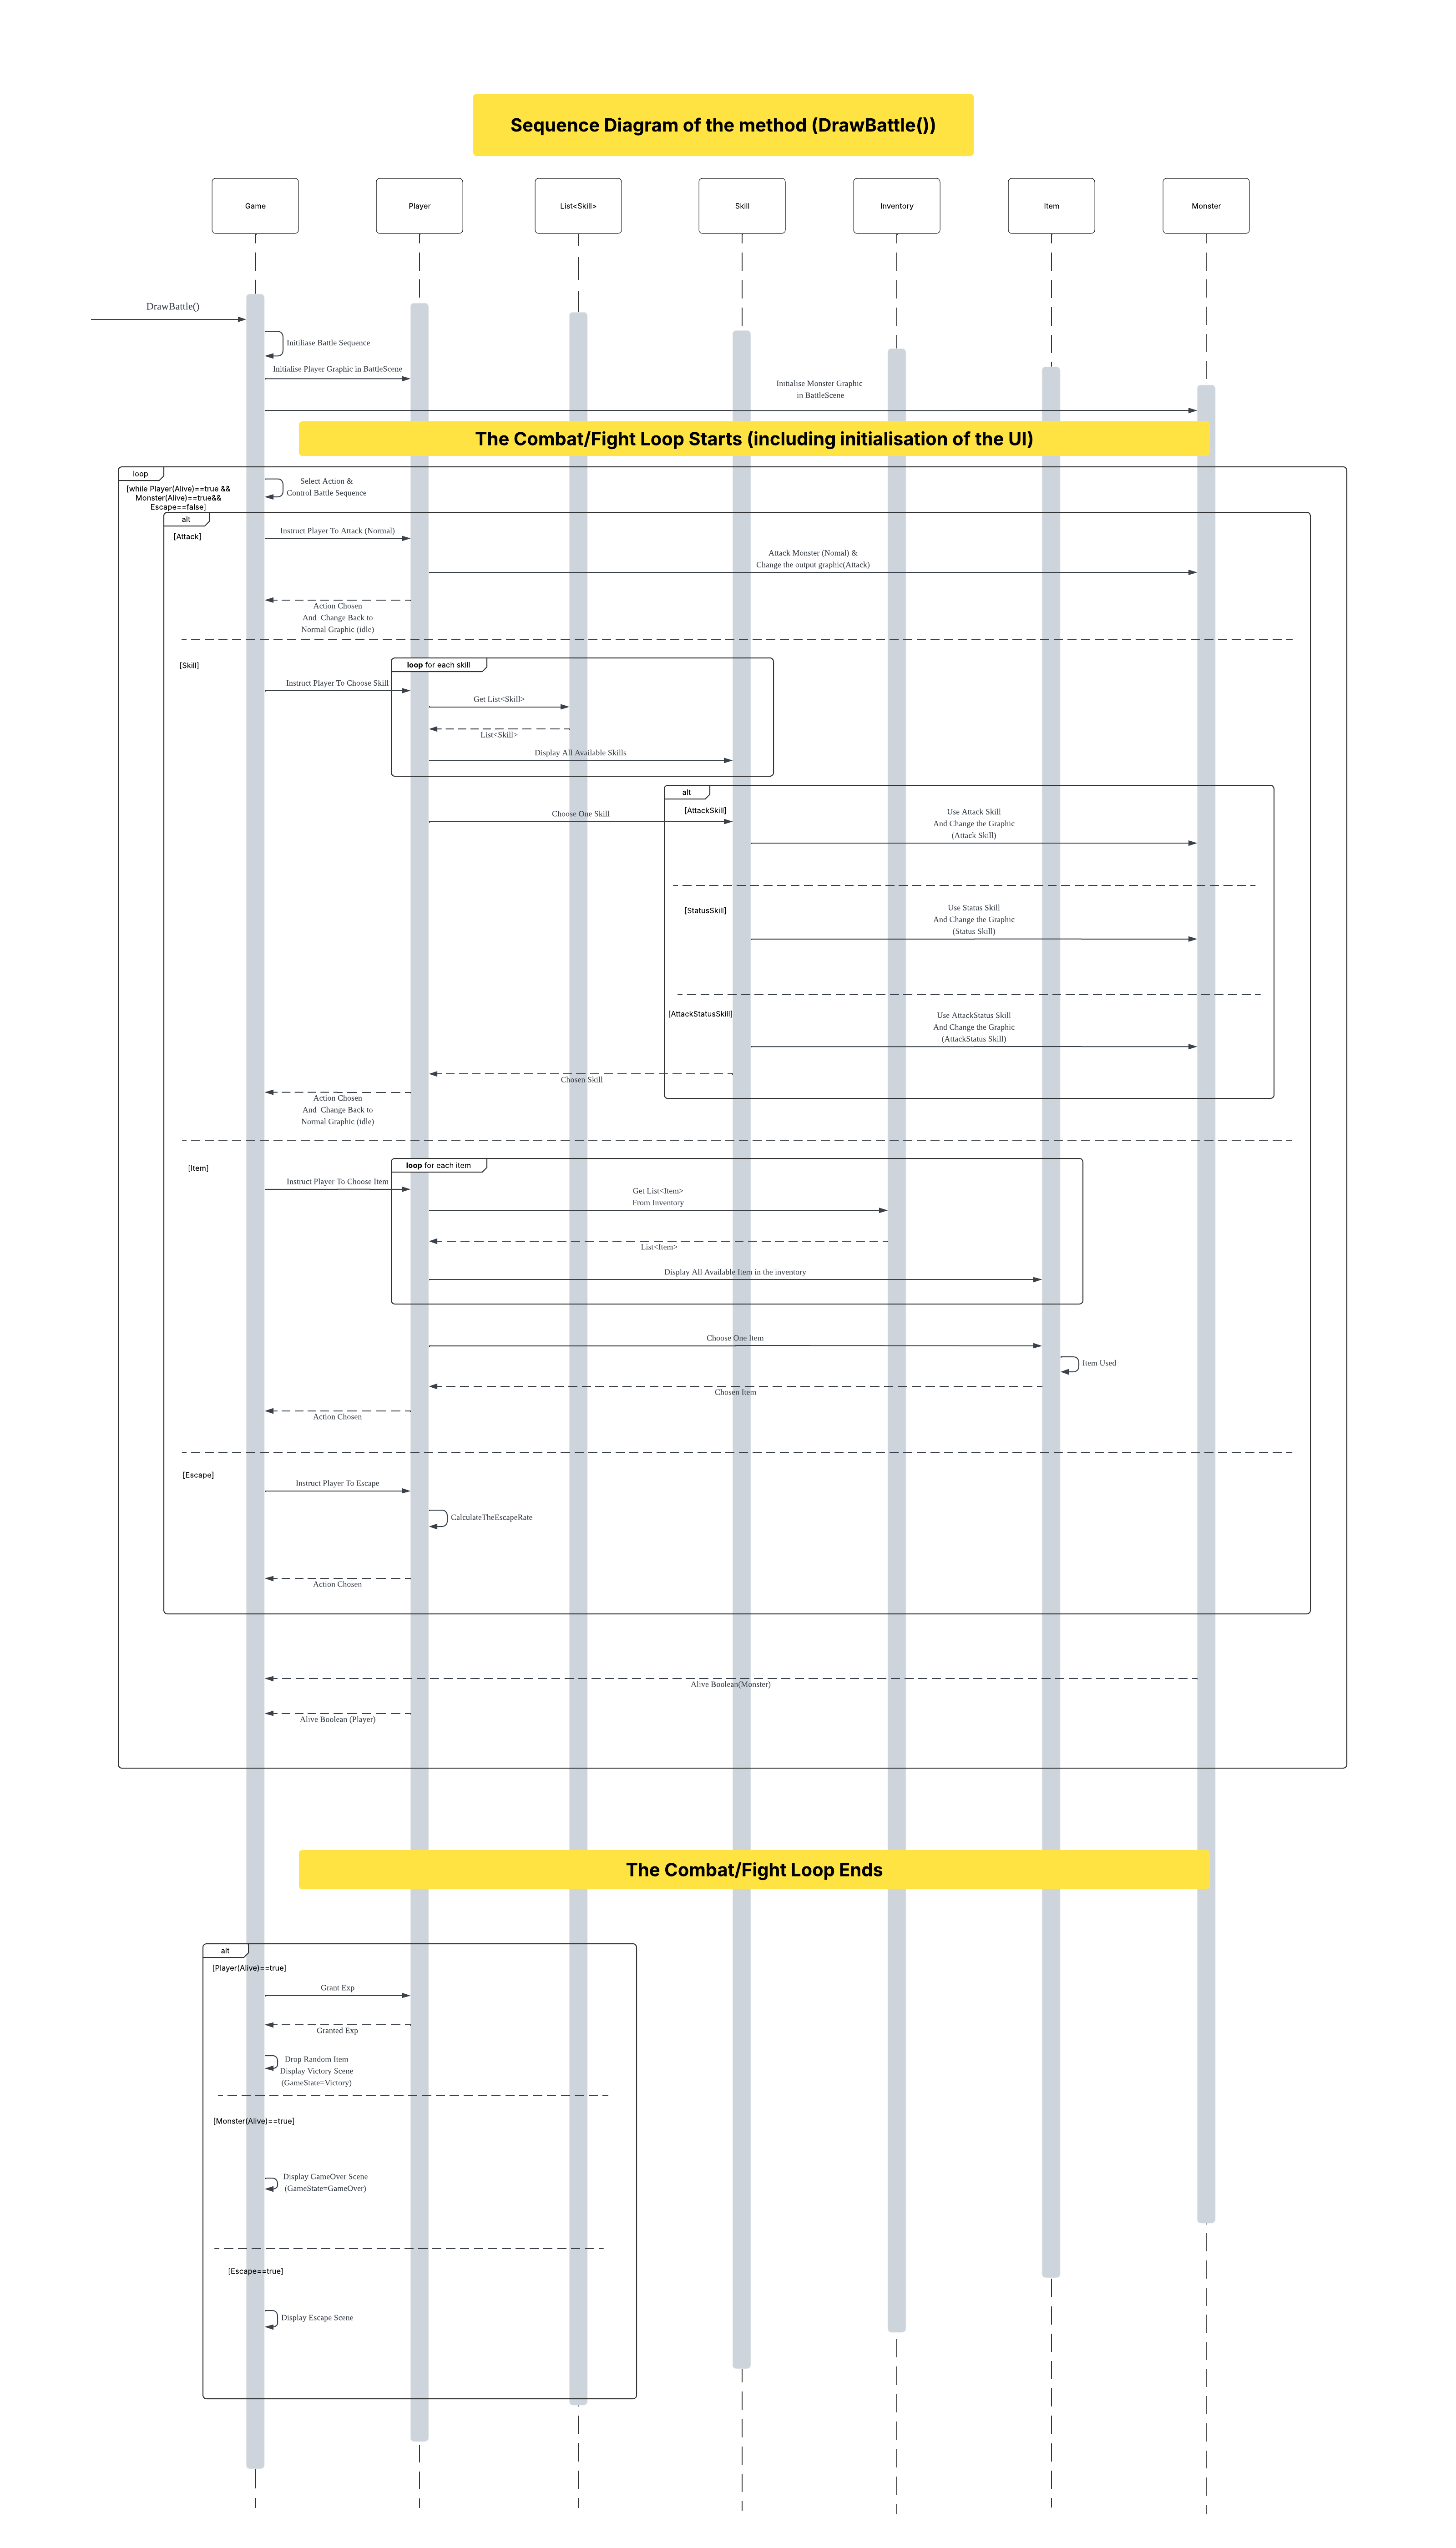 Sequence Diagram of the method (DrawBattle())
Game
Player
List<Skill>
Skill
Inventory
Item
Monster
DrawBattle()
Initiliase Battle Sequence
Initialise Player Graphic in BattleScene
Initialise Monster Graphic
in BattleScene
The Combat/Fight Loop Starts (including initialisation of the UI)
loop
[while Player(Alive)==true &&
Monster(Alive)==true&&
Escape==false]
Select Action &
Control Battle Sequence
alt
[Attack]
Instruct Player To Attack (Normal)
Attack Monster (Nomal) &
Change the output graphic(Attack)
Action Chosen
And Change Back to
Normal Graphic (idle)
[Skill]
loop for each skill
Instruct Player To Choose Skill
Get List<Skill>
List<Skill>
Display All Available Skills
alt
[AttackSkill]
Choose One Skill
Use Attack Skill
And Change the Graphic
(Attack Skill)
[StatusSkill]
Use Status Skill
And Change the Graphic
(Status Skill)
[AttackStatusSkill]
Use AttackStatus Skill
And Change the Graphic
(AttackStatus Skill)
Chosen Skill
Action Chosen
And Change Back to
Normal Graphic (idle)
[Item]
loop for each item
Instruct Player To Choose Item
Get List<Item>
From Inventory
List<Item>
Display All Available Item in the inventory
Choose One Item
Item Used
Chosen Item
Action Chosen
[Escape]
Instruct Player To Escape
CalculateTheEscapeRate
Action Chosen
Alive Boolean(Monster)
Alive Boolean (Player)
The Combat/Fight Loop Ends
alt
[Player(Alive)==true]
Grant Exp
Granted Exp
Drop Random Item
Display Victory Scene
(GameState=Victory)
[Monster(Alive)==true]
Display GameOver Scene
(GameState=GameOver)
[Escape==true]
Display Escape Scene